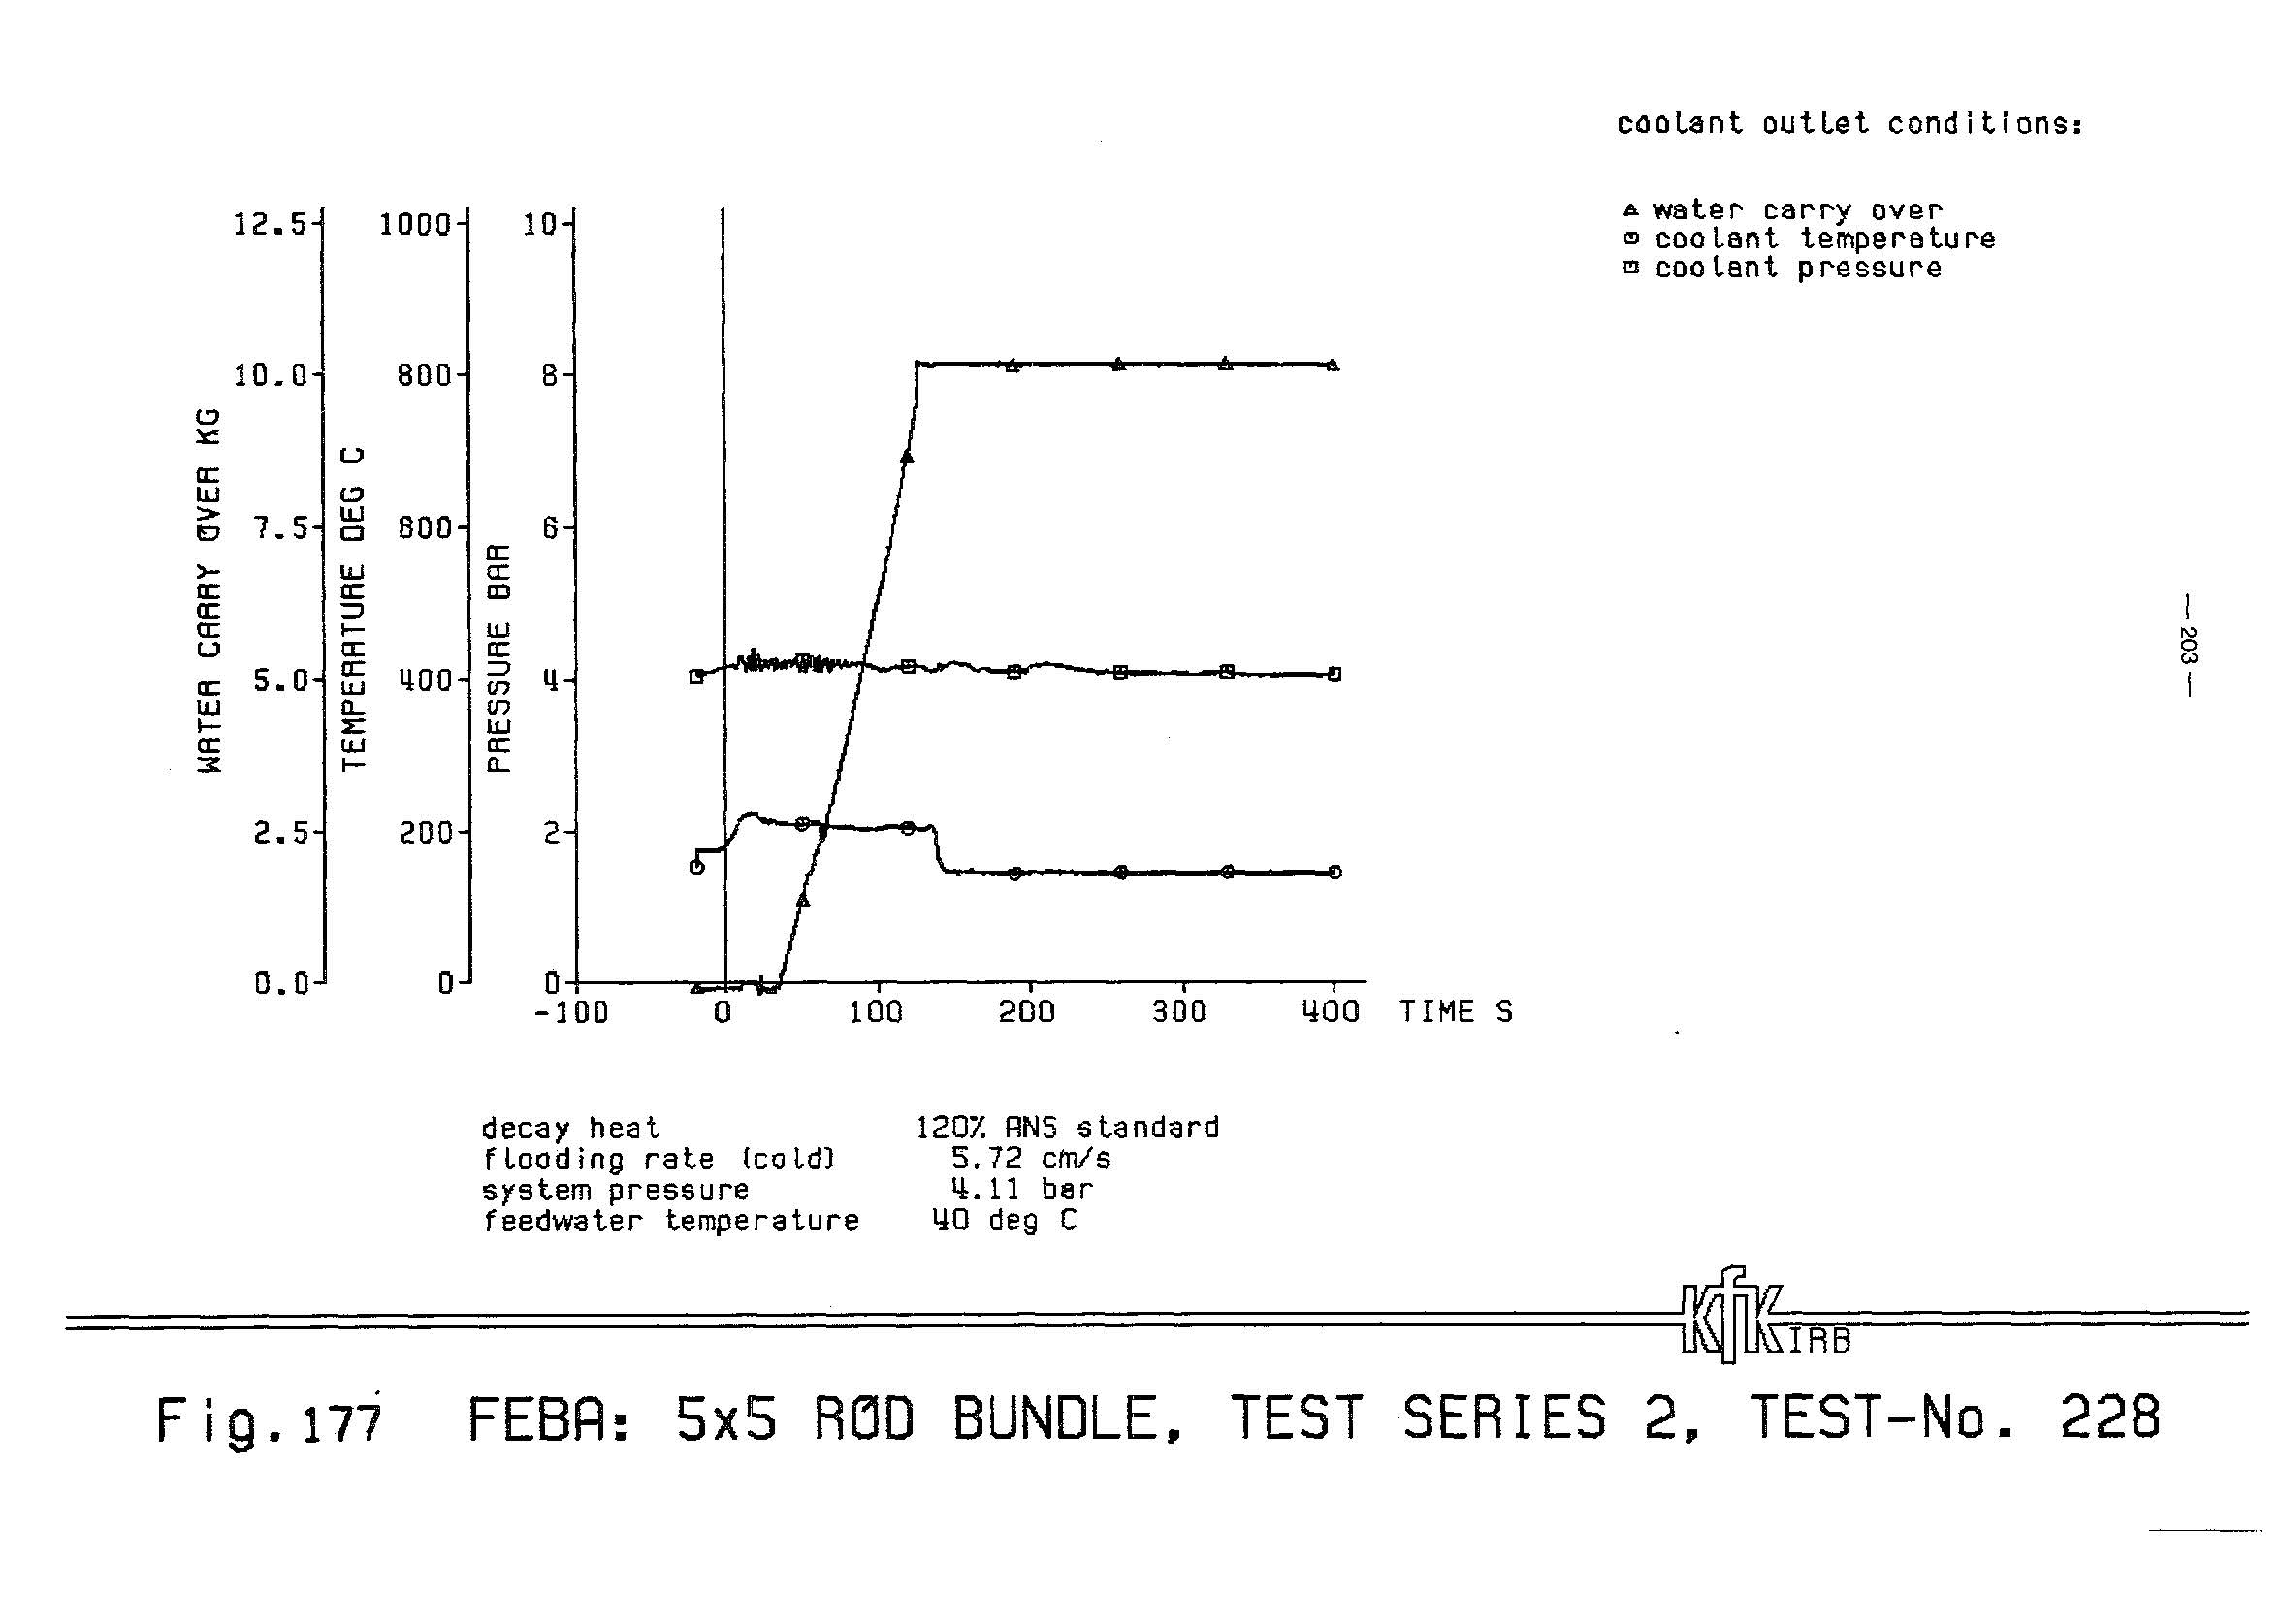 coolant outlet conditions:
water carry over
coolant temperature
coolant pressure
WATER CARRY OVER KG
12.5
10.0
7.5
5.0
2.5
0.0
TEMPERATURE DEG C
1000
800
600
400
200
0
PRESSURE BAR
10
8
6
4
2
0
-100 0 100 200 300 400 TIME S
— 203 —
decay heat 120% ANS standard
flooding rate (cold) 5.72 cm/s
system pressure 4.11 bar
feedwater temperature 40 deg C
KfK IRB
Fig. 177 FEBA: 5x5 ROD BUNDLE, TEST SERIES 2, TEST-No. 228